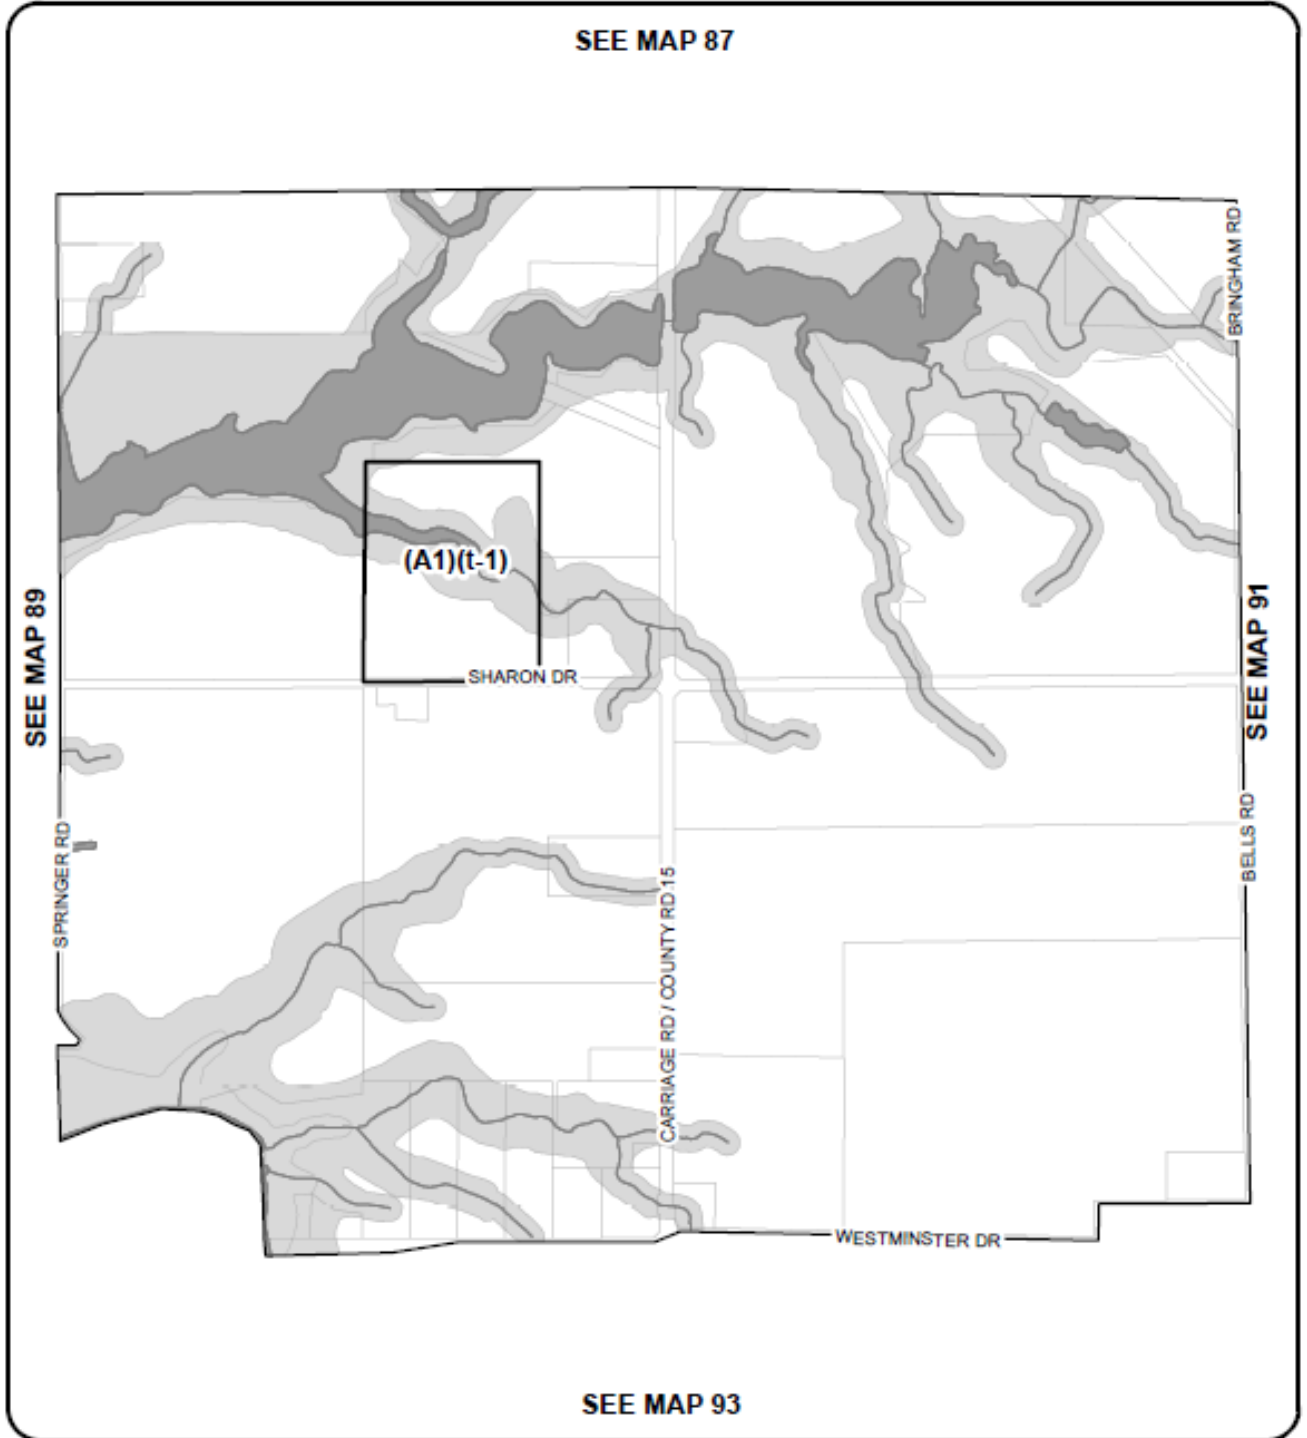 SEE MAP 87
BRINGHAM RD
(A1)(t-1)
SEE MAP 89
SEE MAP 91
SHARON DR
SPRINGER RD
BELLS RD
CARRIAGE RD / COUNTY RD 15
WESTMINSTER DR
SEE MAP 93